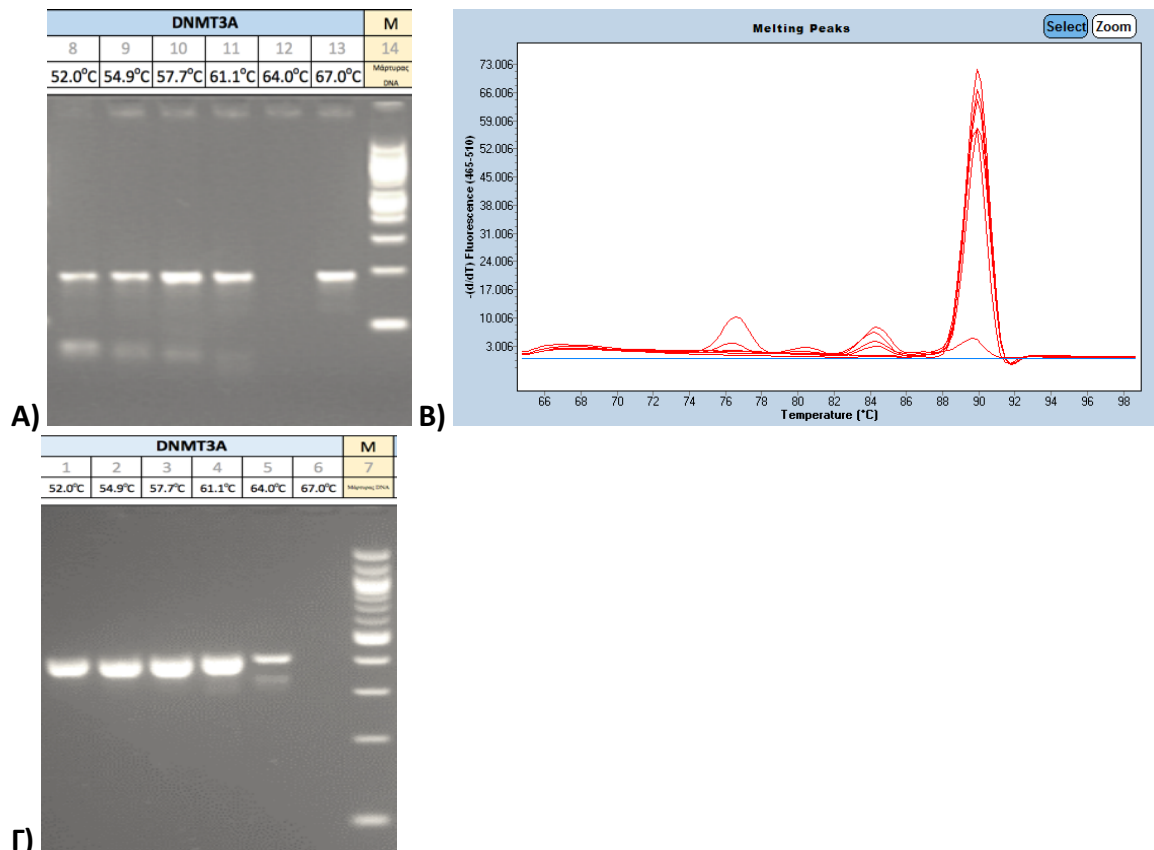 DNMT3A M
8 9 10 11 12 13 14
52.0°C 54.9°C 57.7°C 61.1°C 64.0°C 67.0°C Μάρτυρας DNA
A)
Melting Peaks
Select Zoom
-(d/dT) Fluorescence (465-510)
73.006
66.006
59.006
52.006
45.006
38.006
31.006
24.006
17.006
10.006
3.006
66 68 70 72 74 76 78 80 82 84 86 88 90 92 94 96 98
Temperature (°C)
B)
DNMT3A M
1 2 3 4 5 6 7
52.0°C 54.9°C 57.7°C 61.1°C 64.0°C 67.0°C Μάρτυρας DNA
Γ)